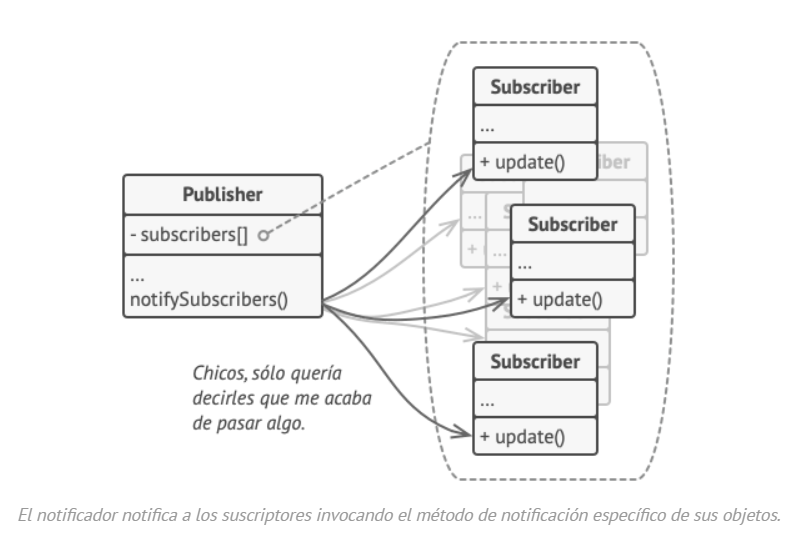 Publisher
- subscribers[]
...
notifySubscribers()
Chicos, sólo quería
decirles que me acaba
de pasar algo.
Subscriber
...
+ update()
Subscriber
...
+ update()
Subscriber
...
+ update()
El notificador notifica a los suscriptores invocando el método de notificación específico de sus objetos.